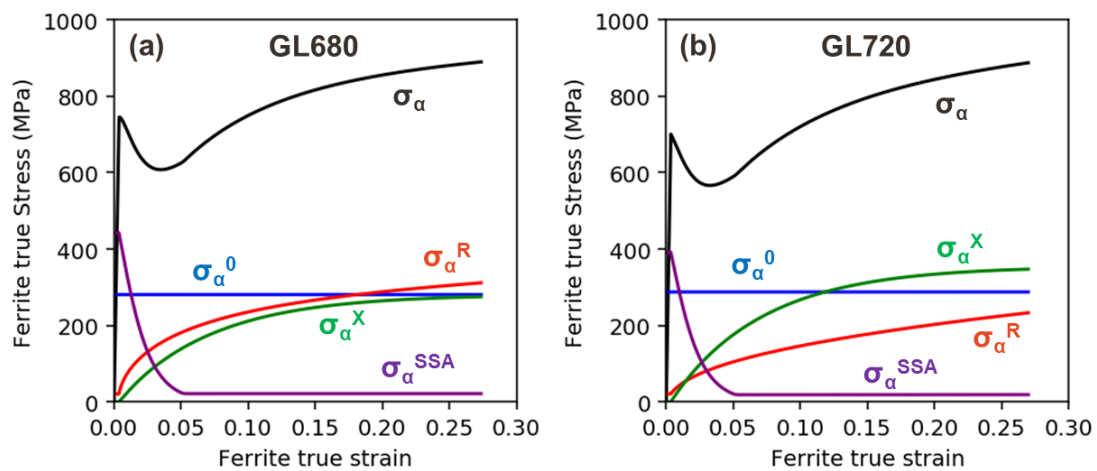 (a) GL680
1000
800
600
400
200
0
Ferrite true Stress (MPa)
σα
σα⁰
σαᴿ
σαˣ
σαSSA
0.00 0.05 0.10 0.15 0.20 0.25 0.30
Ferrite true strain
(b) GL720
1000
800
600
400
200
0
Ferrite true Stress (MPa)
σα
σαˣ
σα⁰
σαᴿ
σαSSA
0.00 0.05 0.10 0.15 0.20 0.25 0.30
Ferrite true strain